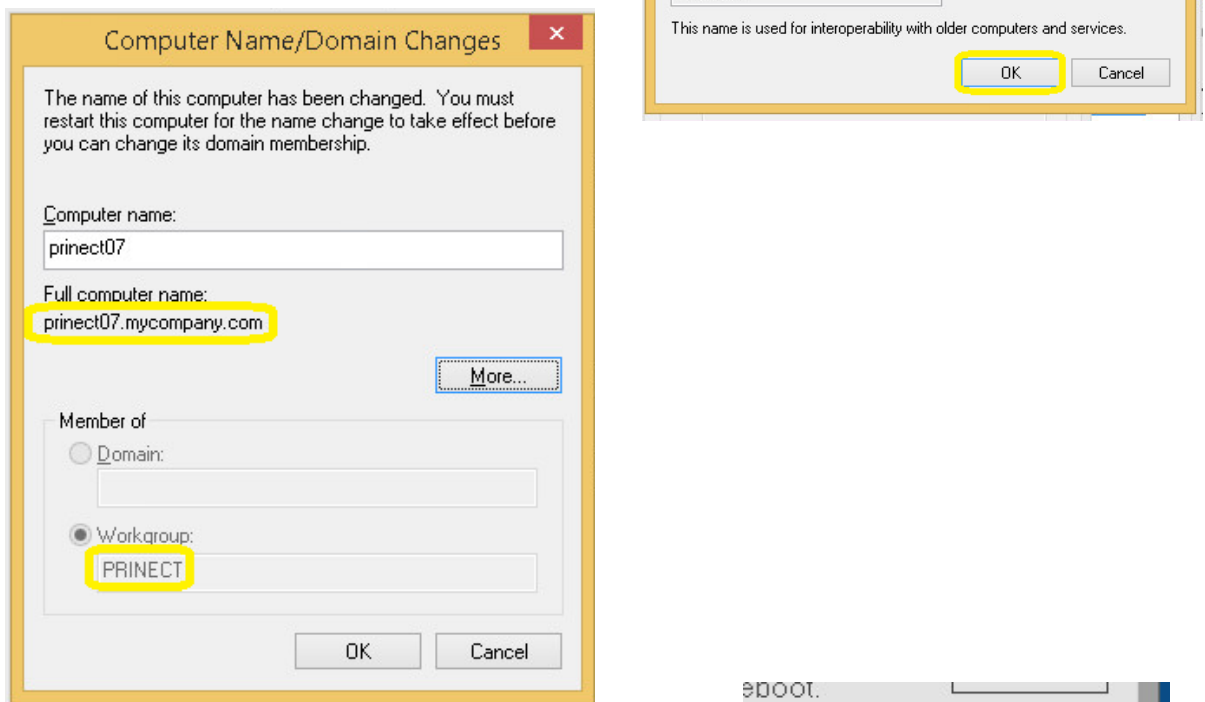 Computer Name/Domain Changes
The name of this computer has been changed. You must
restart this computer for the name change to take effect before
you can change its domain membership.
Computer name:
prinect07
Full computer name:
prinect07.mycompany.com
More...
Member of
Domain:
Workgroup:
PRINECT
OK
Cancel
This name is used for interoperability with older computers and services.
OK
Cancel
eboot.